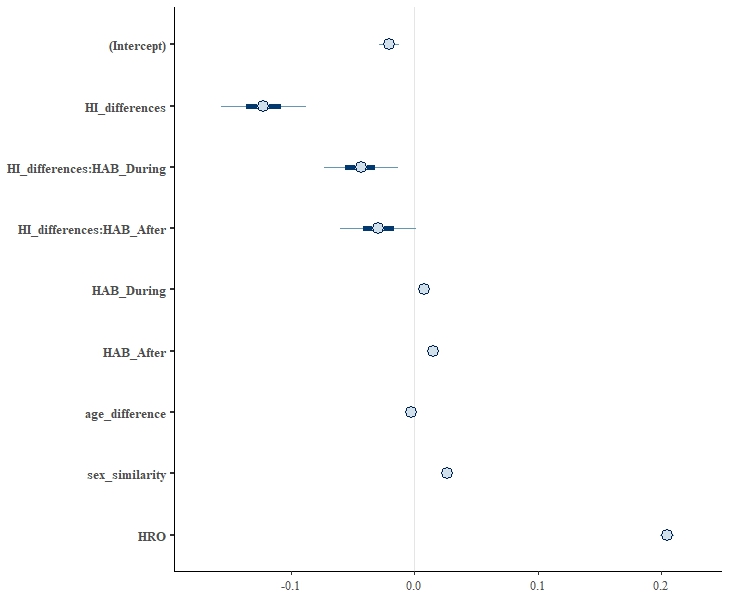 (Intercept)
HI_differences
HI_differences:HAB_During
HI_differences:HAB_After
HAB_During
HAB_After
age_difference
sex_similarity
HRO
-0.1 0.0 0.1 0.2